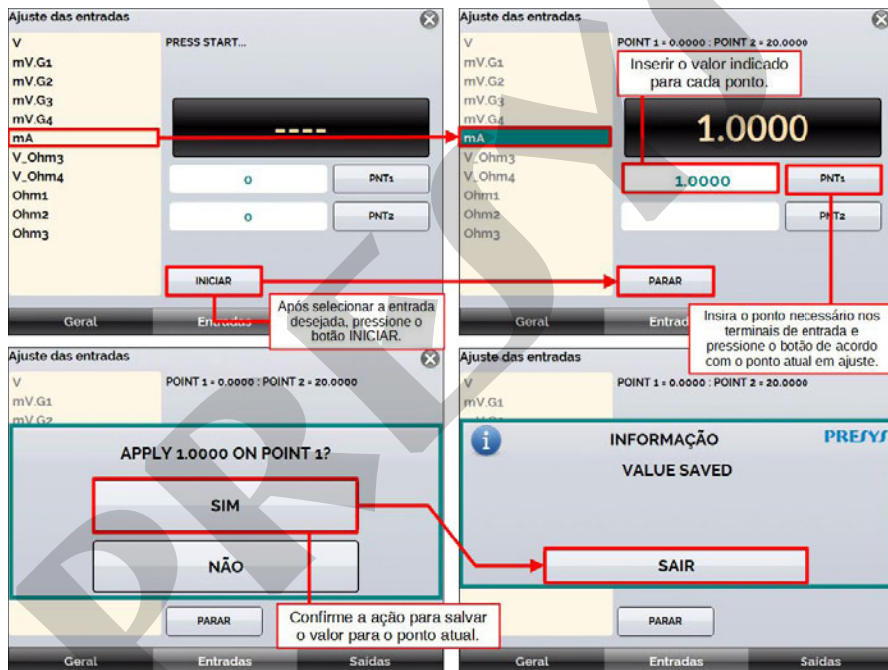 Ajuste das entradas
V
mV.G1
mV.G2
mV.G3
mV.G4
mA
V_Ohm3
V_Ohm4
Ohm1
Ohm2
Ohm3
PRESS START...
----
0
PNT1
0
PNT2
INICIAR
Após selecionar a entrada
desejada, pressione o
botão INICIAR.
Geral
Entradas
Ajuste das entradas
V
mV.G1
mV.G2
mV.G3
mV.G4
mA
V_Ohm3
V_Ohm4
Ohm1
Ohm2
Ohm3
POINT 1 = 0.0000 : POINT 2 = 20.0000
Inserir o valor indicado
para cada ponto.
1.0000
1.0000
PNT1
PNT2
PARAR
Insira o ponto necessário nos
terminais de entrada e
pressione o botão de acordo
com o ponto atual em ajuste.
Geral
Ajuste das entradas
V
mV.G1
mV.G2
POINT 1 = 0.0000 : POINT 2 = 20.0000
APPLY 1.0000 ON POINT 1?
SIM
NÃO
PARAR
Confirme a ação para salvar
o valor para o ponto atual.
Geral
Entradas
Saídas
Ajuste das entradas
V
mV.G1
POINT 1 = 0.0000 : POINT 2 = 20.0000
INFORMAÇÃO
PRESYS
VALUE SAVED
SAIR
PARAR
Geral
Entradas
Saídas
PRESYS